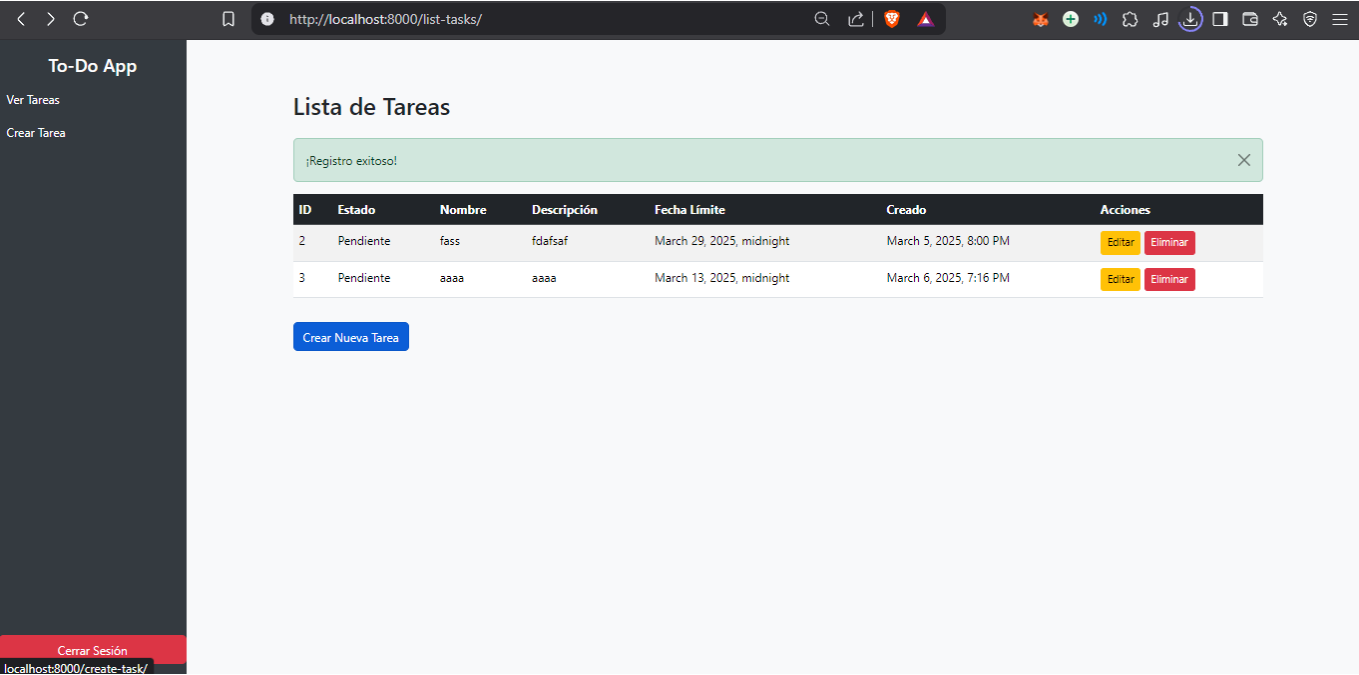 http://localhost:8000/list-tasks/
To-Do App
Ver Tareas
Crear Tarea
Lista de Tareas
¡Registro exitoso!
ID Estado Nombre Descripción Fecha Límite Creado Acciones
2 Pendiente fass fdafsaf March 29, 2025, midnight March 5, 2025, 8:00 PM Editar Eliminar
3 Pendiente aaaa aaaa March 13, 2025, midnight March 6, 2025, 7:16 PM Editar Eliminar
Crear Nueva Tarea
Cerrar Sesión
localhost:8000/create-task/